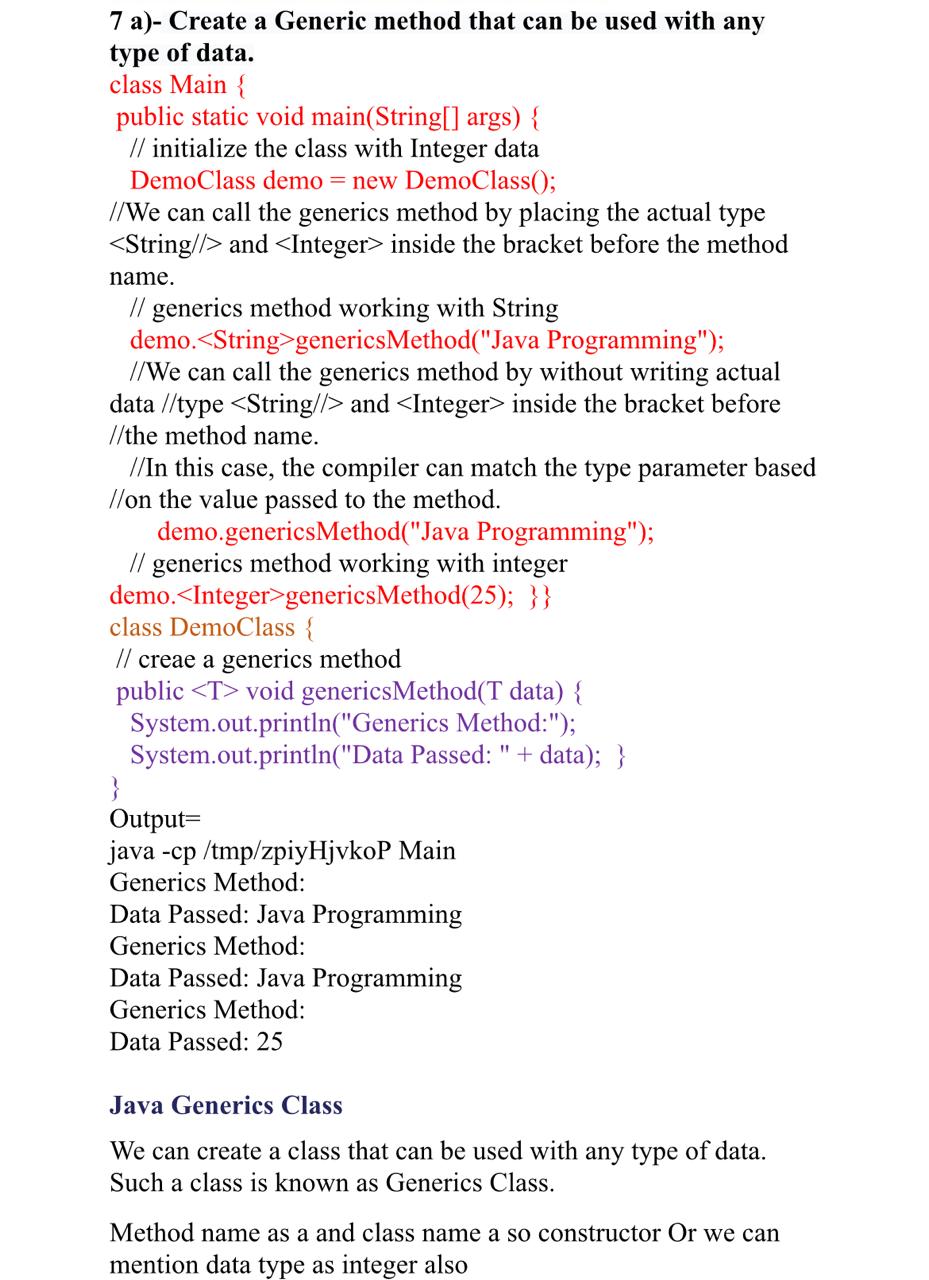 7 a)- Create a Generic method that can be used with any
type of data.
class Main {
public static void main(String[] args) {
// initialize the class with Integer data
DemoClass demo = new DemoClass();
//We can call the generics method by placing the actual type
<String//> and <Integer> inside the bracket before the method
name.
// generics method working with String
demo.<String>genericsMethod("Java Programming");
//We can call the generics method by without writing actual
data //type <String//> and <Integer> inside the bracket before
//the method name.
//In this case, the compiler can match the type parameter based
//on the value passed to the method.
demo.genericsMethod("Java Programming");
// generics method working with integer
demo.<Integer>genericsMethod(25);  }}
class DemoClass {
// creae a generics method
public <T> void genericsMethod(T data) {
System.out.println("Generics Method:");
System.out.println("Data Passed: " + data);  }
}
Output=
java -cp /tmp/zpiyHjvkoP Main
Generics Method:
Data Passed: Java Programming
Generics Method:
Data Passed: Java Programming
Generics Method:
Data Passed: 25
Java Generics Class
We can create a class that can be used with any type of data.
Such a class is known as Generics Class.
Method name as a and class name a so constructor Or we can
mention data type as integer also